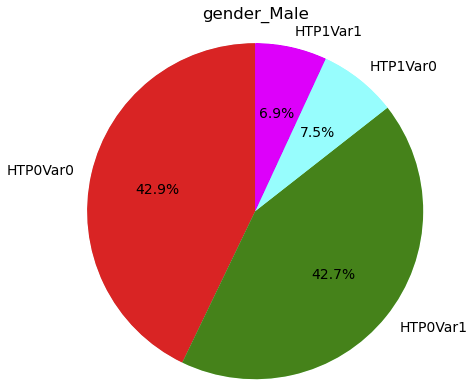 gender_Male
HTP1Var1
HTP1Var0
6.9%
7.5%
HTP0Var0
42.9%
42.7%
HTP0Var1